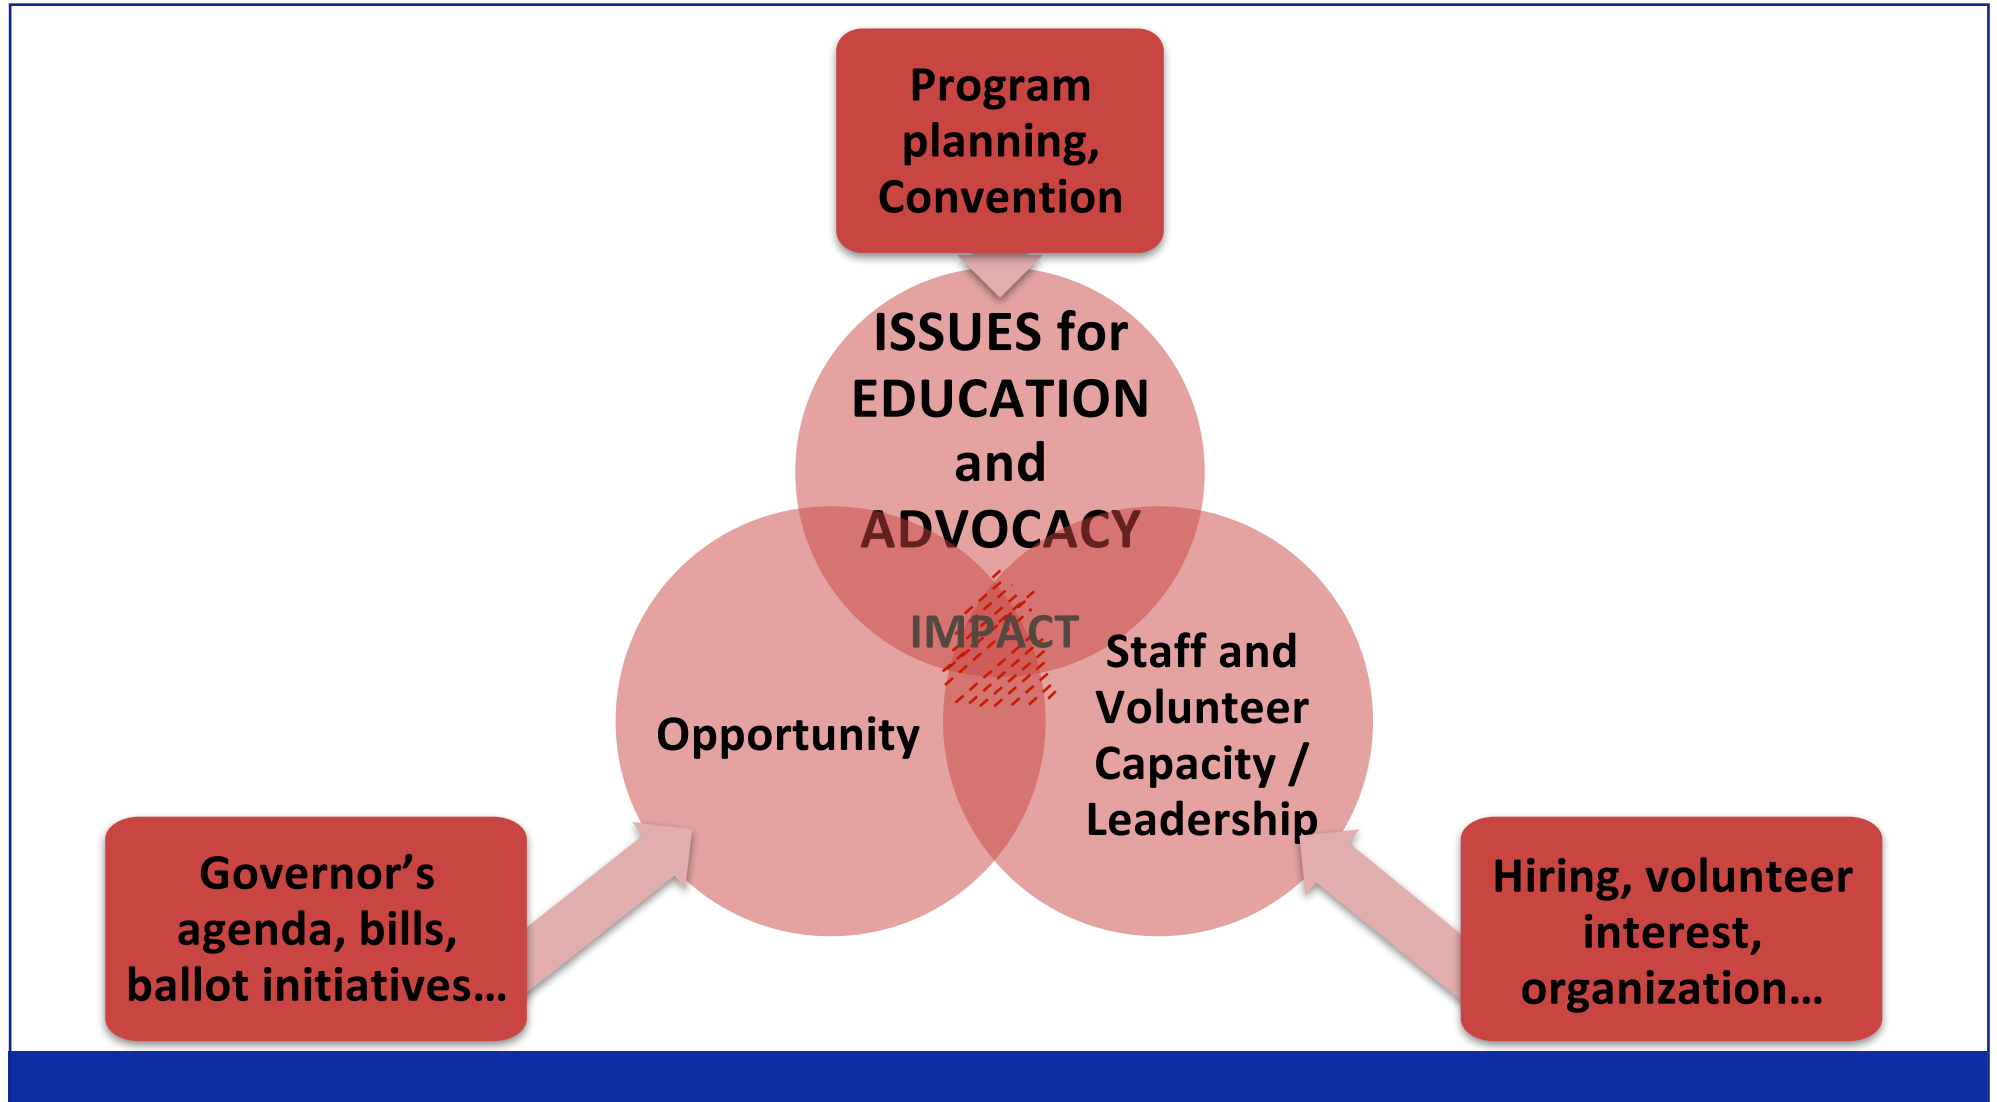 Program
planning,
Convention
ISSUES for
EDUCATION
and
ADVOCACY
IMPACT
Opportunity
Staff and
Volunteer
Capacity /
Leadership
Governor’s
agenda, bills,
ballot initiatives…
Hiring, volunteer
interest,
organization…